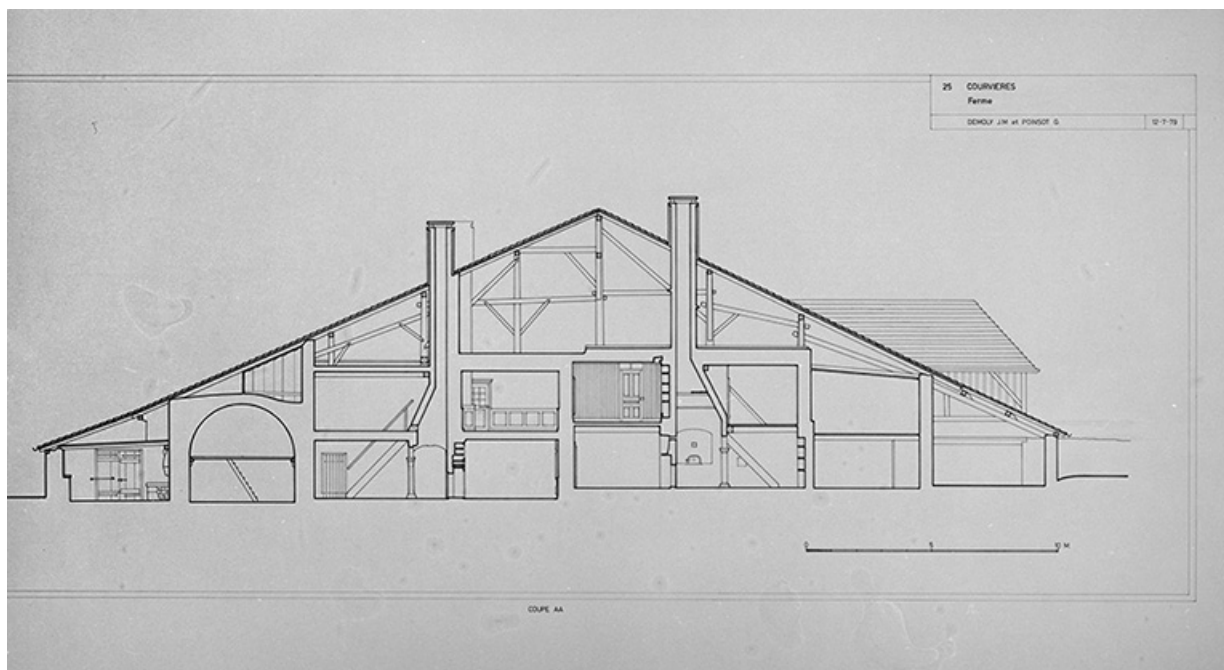 25 COURVIERES
Ferme
DEMOLY J.M et POINSOT G. 12-7-79
0 5 10 M.
COUPE AA